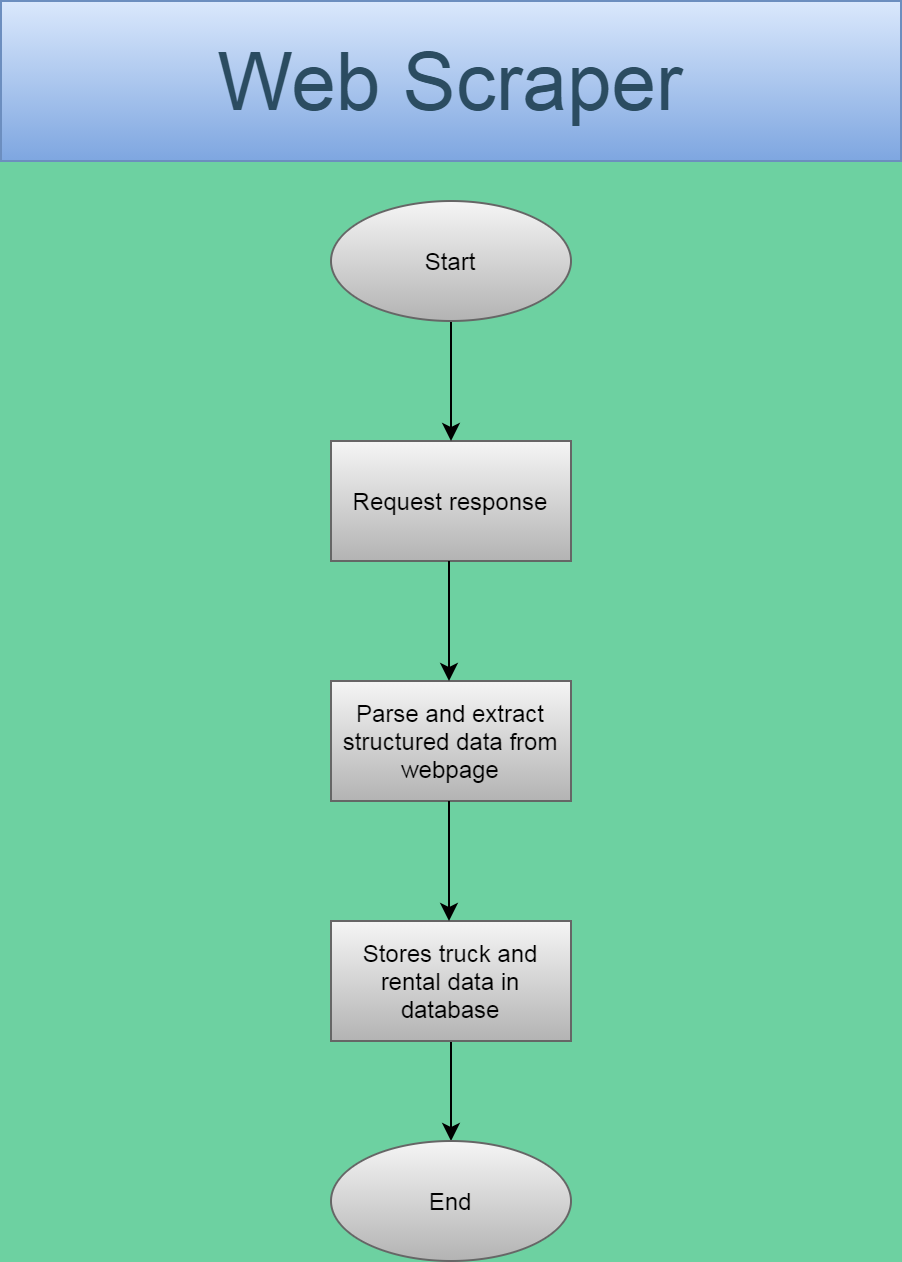 Web Scraper
Start
Request response
Parse and extract
structured data from
webpage
Stores truck and
rental data in
database
End